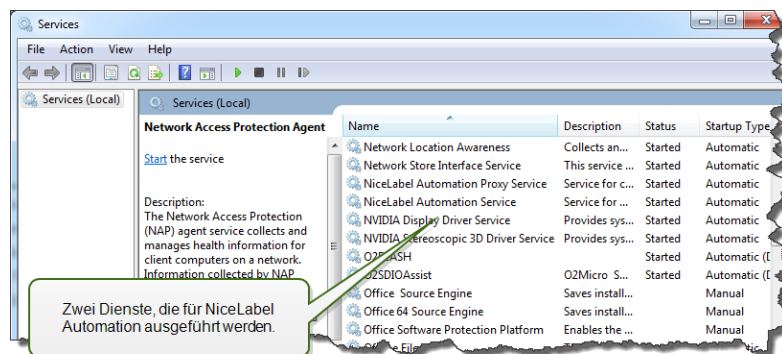 Services
File Action View Help
Services (Local)
Services (Local)
Network Access Protection Agent
Start the service
Description:
The Network Access Protection
(NAP) agent service collects and
manages health information for
client computers on a network.
Information collected by NAP
Name Description Status Startup Type
Network Location Awareness Collects an... Started Automatic
Network Store Interface Service This service ... Started Automatic
NiceLabel Automation Proxy Service Service for c... Started Automatic
NiceLabel Automation Service Service for ... Started Automatic
NVIDIA Display Driver Service Provides sys... Started Automatic
NVIDIA Stereoscopic 3D Driver Service Provides sys... Started Automatic
Started Automatic (D
O2SDIOAssist O2Micro S... Started Automatic (D
Office Source Engine Saves install... Manual
Office 64 Source Engine Saves install... Manual
Office Software Protection Platform Enables the ... Manual
Zwei Dienste, die für NiceLabel
Automation ausgeführt werden.